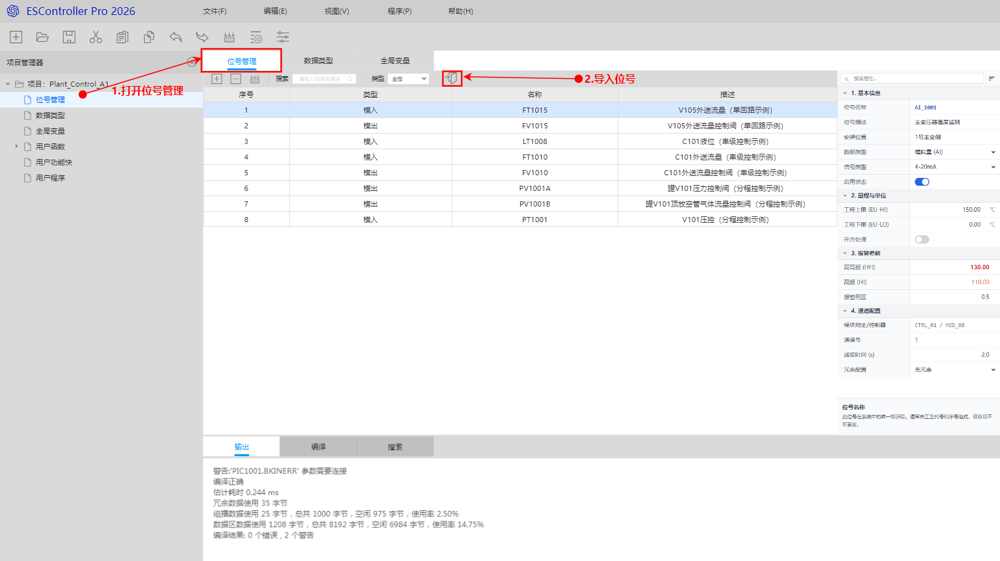 ESController Pro 2026
文件(F) 编辑(E) 视图(V) 程序(P) 帮助(H)
项目管理器
位号管理 数据类型 全局变量
搜索 请输入搜索关键字 类型 全部
2.导入位号
项目：Plant_Control_A1
1.打开位号管理
位号管理
数据类型
全局变量
用户函数
用户功能快
用户程序
序号 类型 名称 描述
1 模入 FT1015 V105外送流量（单回路示例）
2 模出 FV1015 V105外送流量控制阀（单回路示例）
3 模入 LT1008 C101液位（串级控制示例）
4 模入 FT1010 C101外送流量（串级控制示例）
5 模出 FV1010 C101外送流量控制阀（串级控制示例）
6 模出 PV1001A 罐V101压力控制阀（分程控制示例）
7 模出 PV1001B 罐V101顶放空管气体流量控制阀（分程控制示例）
8 模入 PT1001 V101压控（分程控制示例）
搜索属性...
1. 基本信息
位号名称 AI_1001
位号描述 主变压器温度监测
安装位置 1号主变侧
数据类型 模拟量 (AI)
信号类型 4-20mA
启用状态
2. 量程与单位
工程上限 (EU-HI) 150.00 ℃
工程下限 (EU-LO) 0.00 ℃
开方处理
3. 报警参数
高高报 (HH) 130.00
高报 (HI) 110.00
报警死区 0.5
4. 通道配置
模块地址/控制器 CTRL_01 / MOD_08
通道号 1
滤波时间 (s) 2.0
冗余配置 无冗余
位号名称
此位号在系统中的唯一标识符。通常由工艺代号和序号组成，保存后不
可更改。
输出 编译 搜索
警告:'PIC1001.BKINERR' 参数需要连接
编译正确
估计耗时 0.244 ms
冗余数据使用 35 字节
组播数据使用 25 字节，总共 1000 字节，空闲 975 字节，使用率 2.50%
数据区数据使用 1208 字节，总共 8192 字节，空闲 6984 字节，使用率 14.75%
编译结果: 0 个错误，2 个警告